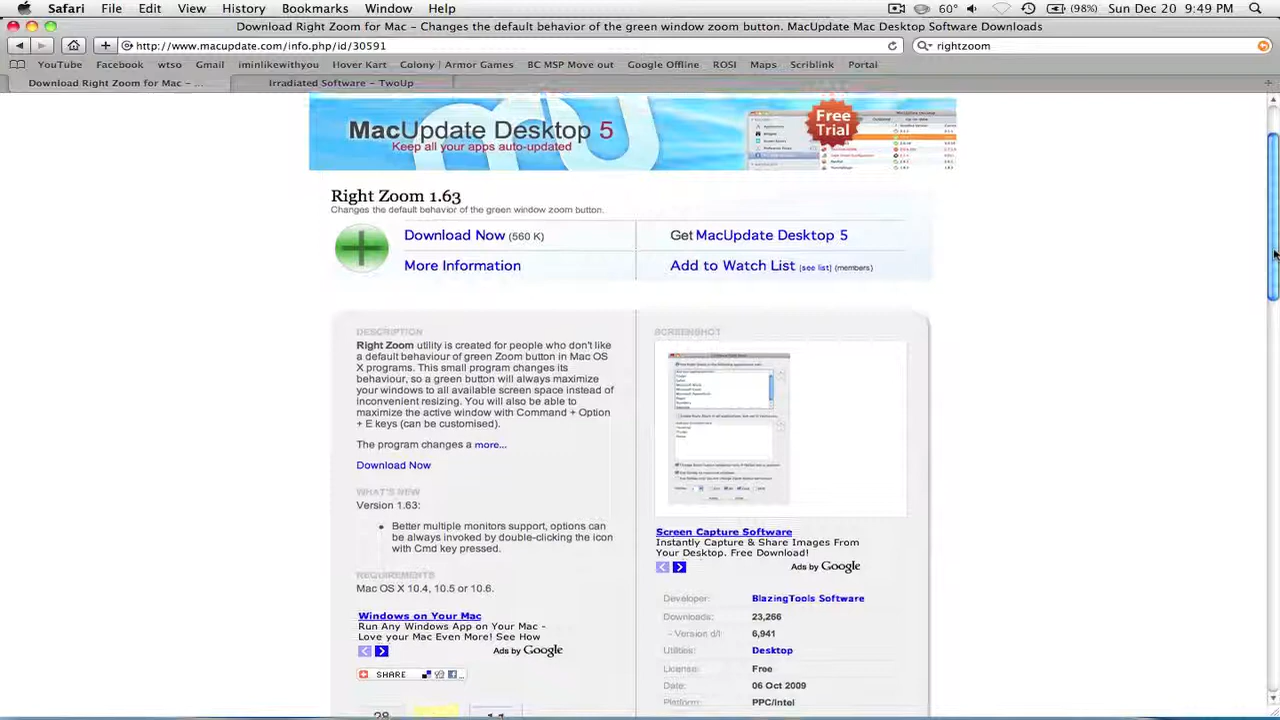 Safari File Edit View History Bookmarks Window Help 60° (98%) Sun Dec 20 9:49 PM
Download Right Zoom for Mac – Changes the default behavior of the green window zoom button. MacUpdate Mac Desktop Software Downloads
http://www.macupdate.com/info.php/id/30591 rightzoom
YouTube Facebook wtso Gmail iminlikewithyou Hover Kart Colony | Armor Games BC MSP Move out Google Offline ROSI Maps Scriblink Portal
Download Right Zoom for Mac – ... Irradiated Software – TwoUp
MacUpdate Desktop 5
Keep all your apps auto-updated
Free
Trial
Right Zoom 1.63
Changes the default behavior of the green window zoom button.
Download Now (560 K)
More Information
Get MacUpdate Desktop 5
Add to Watch List (see list) (members)
DESCRIPTION
Right Zoom utility is created for people who don't like
a default behaviour of green Zoom button in Mac OS
X programs. This small program changes its
behaviour, so a green button will always maximize
your windows to all available screen space instead of
inconvenient resizing. You will also be able to
maximize the active window with Command + Option
+ E keys (can be customised).
The program changes a more...
Download Now
WHAT'S NEW
Version 1.63:
• Better multiple monitors support, options can
be always invoked by double-clicking the icon
with Cmd key pressed.
REQUIREMENTS
Mac OS X 10.4, 10.5 or 10.6.
Windows on Your Mac
Run Any Windows App on Your Mac -
Love your Mac Even More! See How
Ads by Google
SHARE
28
SCREENSHOT
Screen Capture Software
Instantly Capture & Share Images From
Your Desktop. Free Download!
Ads by Google
Developer: BlazingTools Software
Downloads: 23,266
- Version d/l: 6,941
Utilities: Desktop
License: Free
Date: 06 Oct 2009
Platform: PPC/Intel